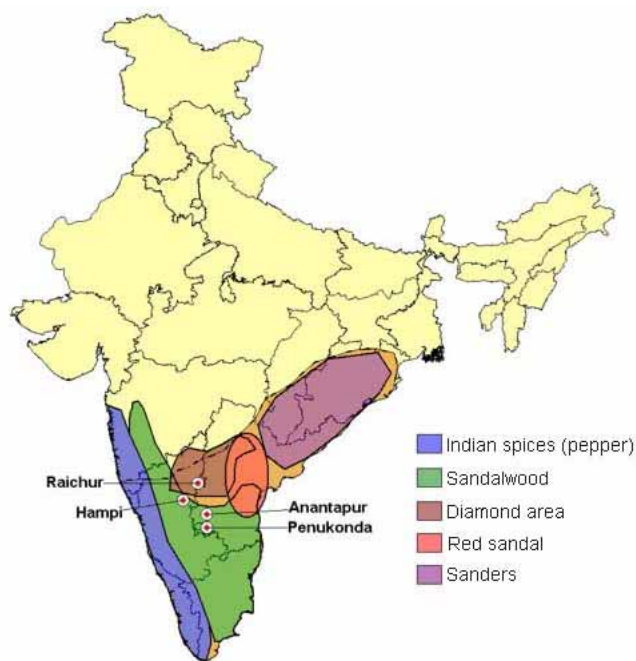 Raichur
Hampi
Anantapur
Penukonda
Indian spices (pepper)
Sandalwood
Diamond area
Red sandal
Sanders